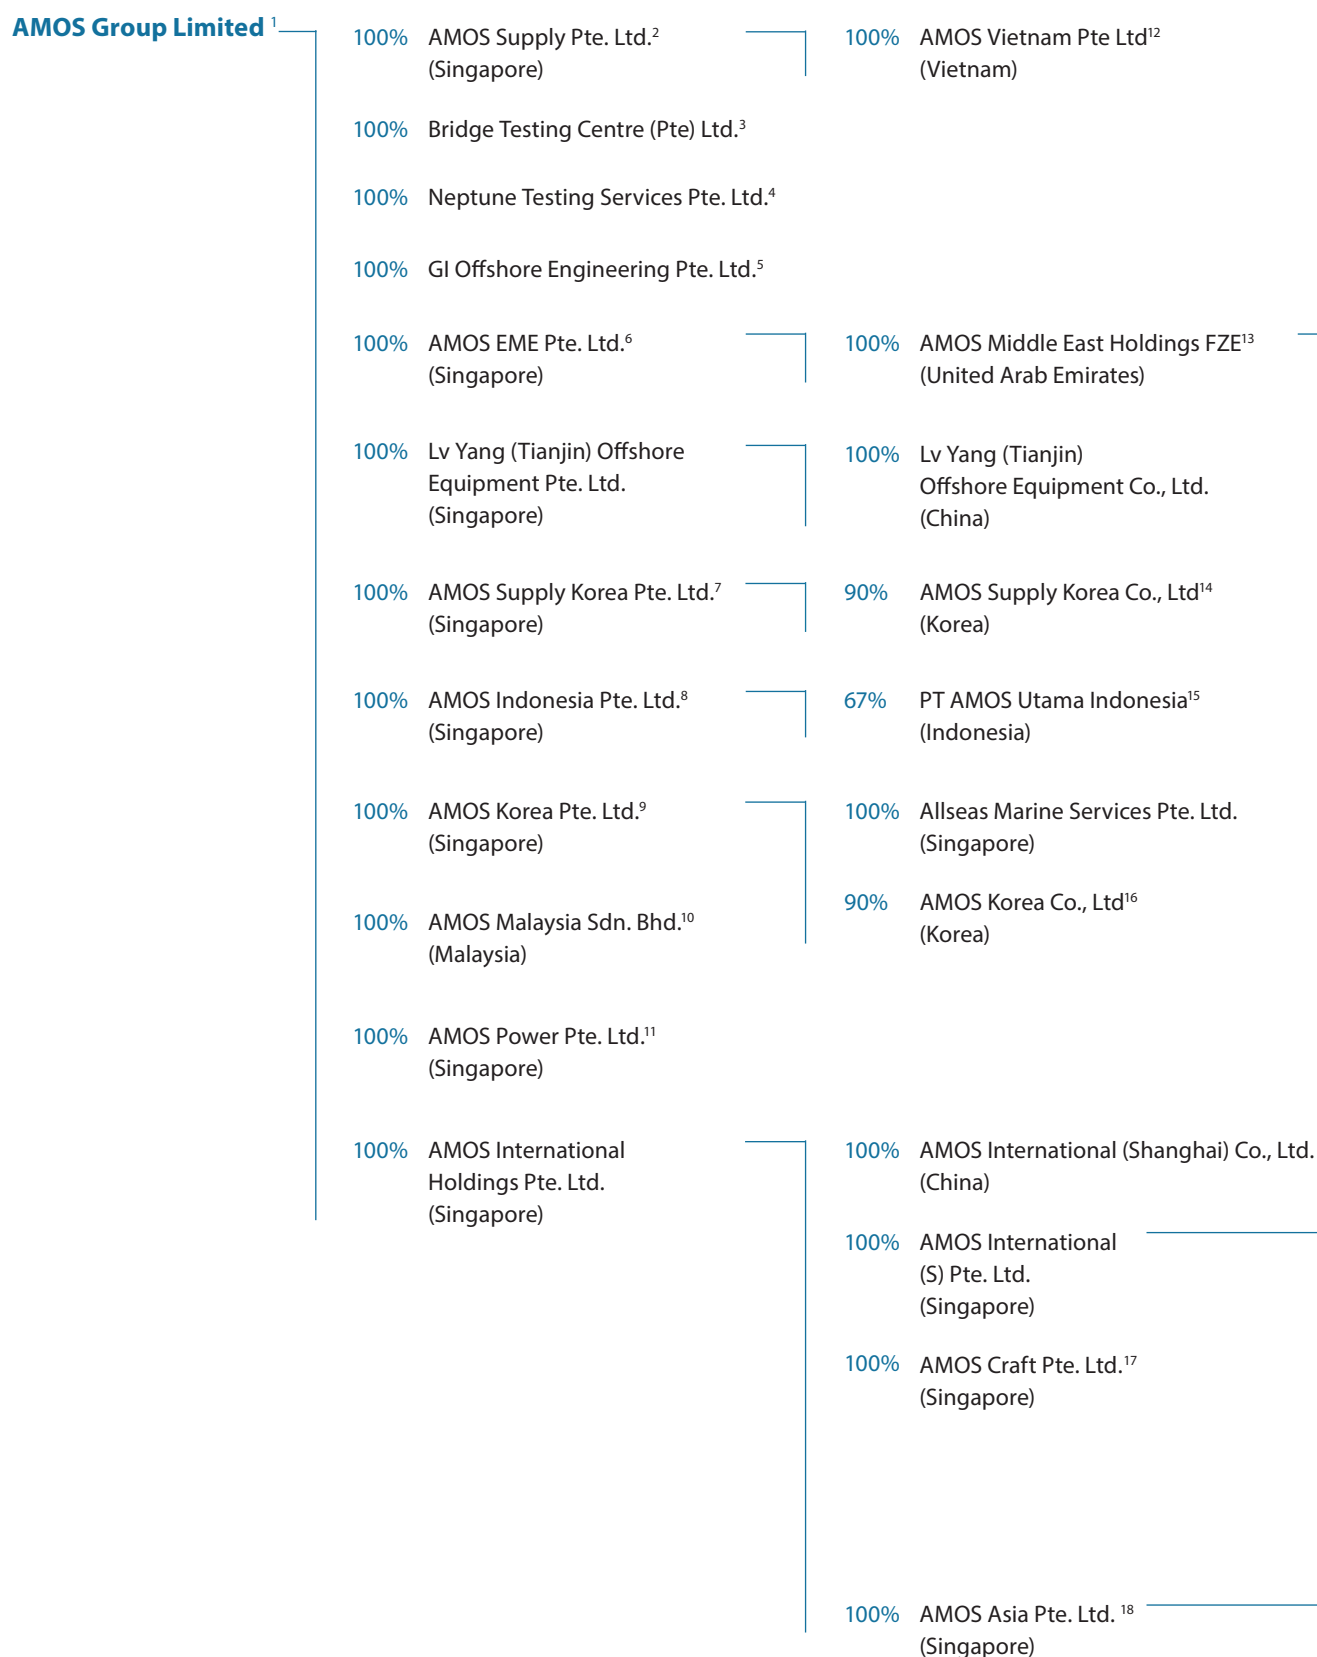 AMOS Group Limited 1
100% AMOS Supply Pte. Ltd.2
(Singapore)
100% AMOS Vietnam Pte Ltd12
(Vietnam)
100% Bridge Testing Centre (Pte) Ltd.3
100% Neptune Testing Services Pte. Ltd.4
100% GI Offshore Engineering Pte. Ltd.5
100% AMOS EME Pte. Ltd.6
(Singapore)
100% AMOS Middle East Holdings FZE13
(United Arab Emirates)
100% Lv Yang (Tianjin) Offshore
Equipment Pte. Ltd.
(Singapore)
100% Lv Yang (Tianjin)
Offshore Equipment Co., Ltd.
(China)
100% AMOS Supply Korea Pte. Ltd.7
(Singapore)
90% AMOS Supply Korea Co., Ltd14
(Korea)
100% AMOS Indonesia Pte. Ltd.8
(Singapore)
67% PT AMOS Utama Indonesia15
(Indonesia)
100% AMOS Korea Pte. Ltd.9
(Singapore)
100% Allseas Marine Services Pte. Ltd.
(Singapore)
90% AMOS Korea Co., Ltd16
(Korea)
100% AMOS Malaysia Sdn. Bhd.10
(Malaysia)
100% AMOS Power Pte. Ltd.11
(Singapore)
100% AMOS International
Holdings Pte. Ltd.
(Singapore)
100% AMOS International (Shanghai) Co., Ltd.
(China)
100% AMOS International
(S) Pte. Ltd.
(Singapore)
100% AMOS Craft Pte. Ltd.17
(Singapore)
100% AMOS Asia Pte. Ltd. 18
(Singapore)